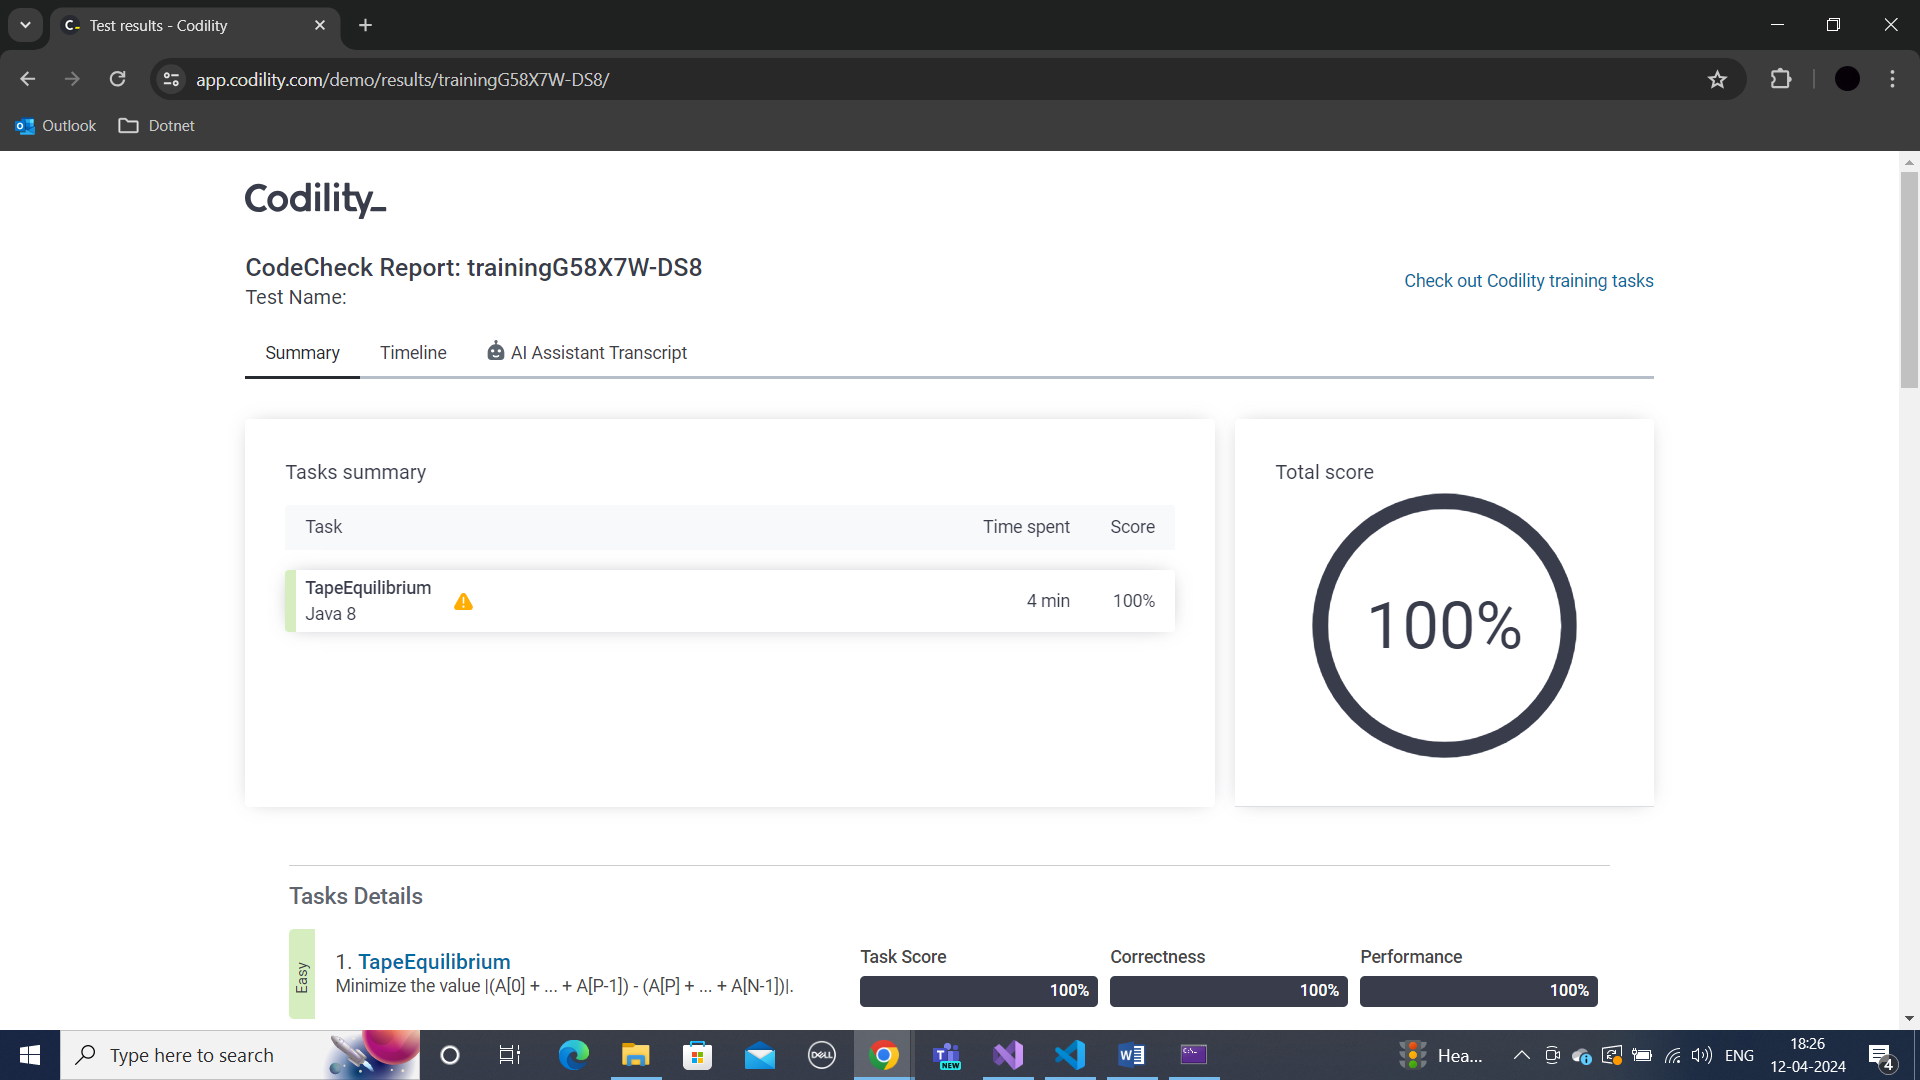 Test results - Codility
app.codility.com/demo/results/trainingG58X7W-DS8/
Outlook
Dotnet
Codility_
CodeCheck Report: trainingG58X7W-DS8
Test Name:
Check out Codility training tasks
Summary
Timeline
AI Assistant Transcript
Tasks summary
Task Time spent Score
TapeEquilibrium
Java 8
4 min 100%
Total score
100%
Tasks Details
Easy
1. TapeEquilibrium
Minimize the value |(A[0] + ... + A[P-1]) - (A[P] + ... + A[N-1])|.
Task Score
100%
Correctness
100%
Performance
100%
Type here to search
DELL
NEW
Hea...
ENG
18:26
12-04-2024
4